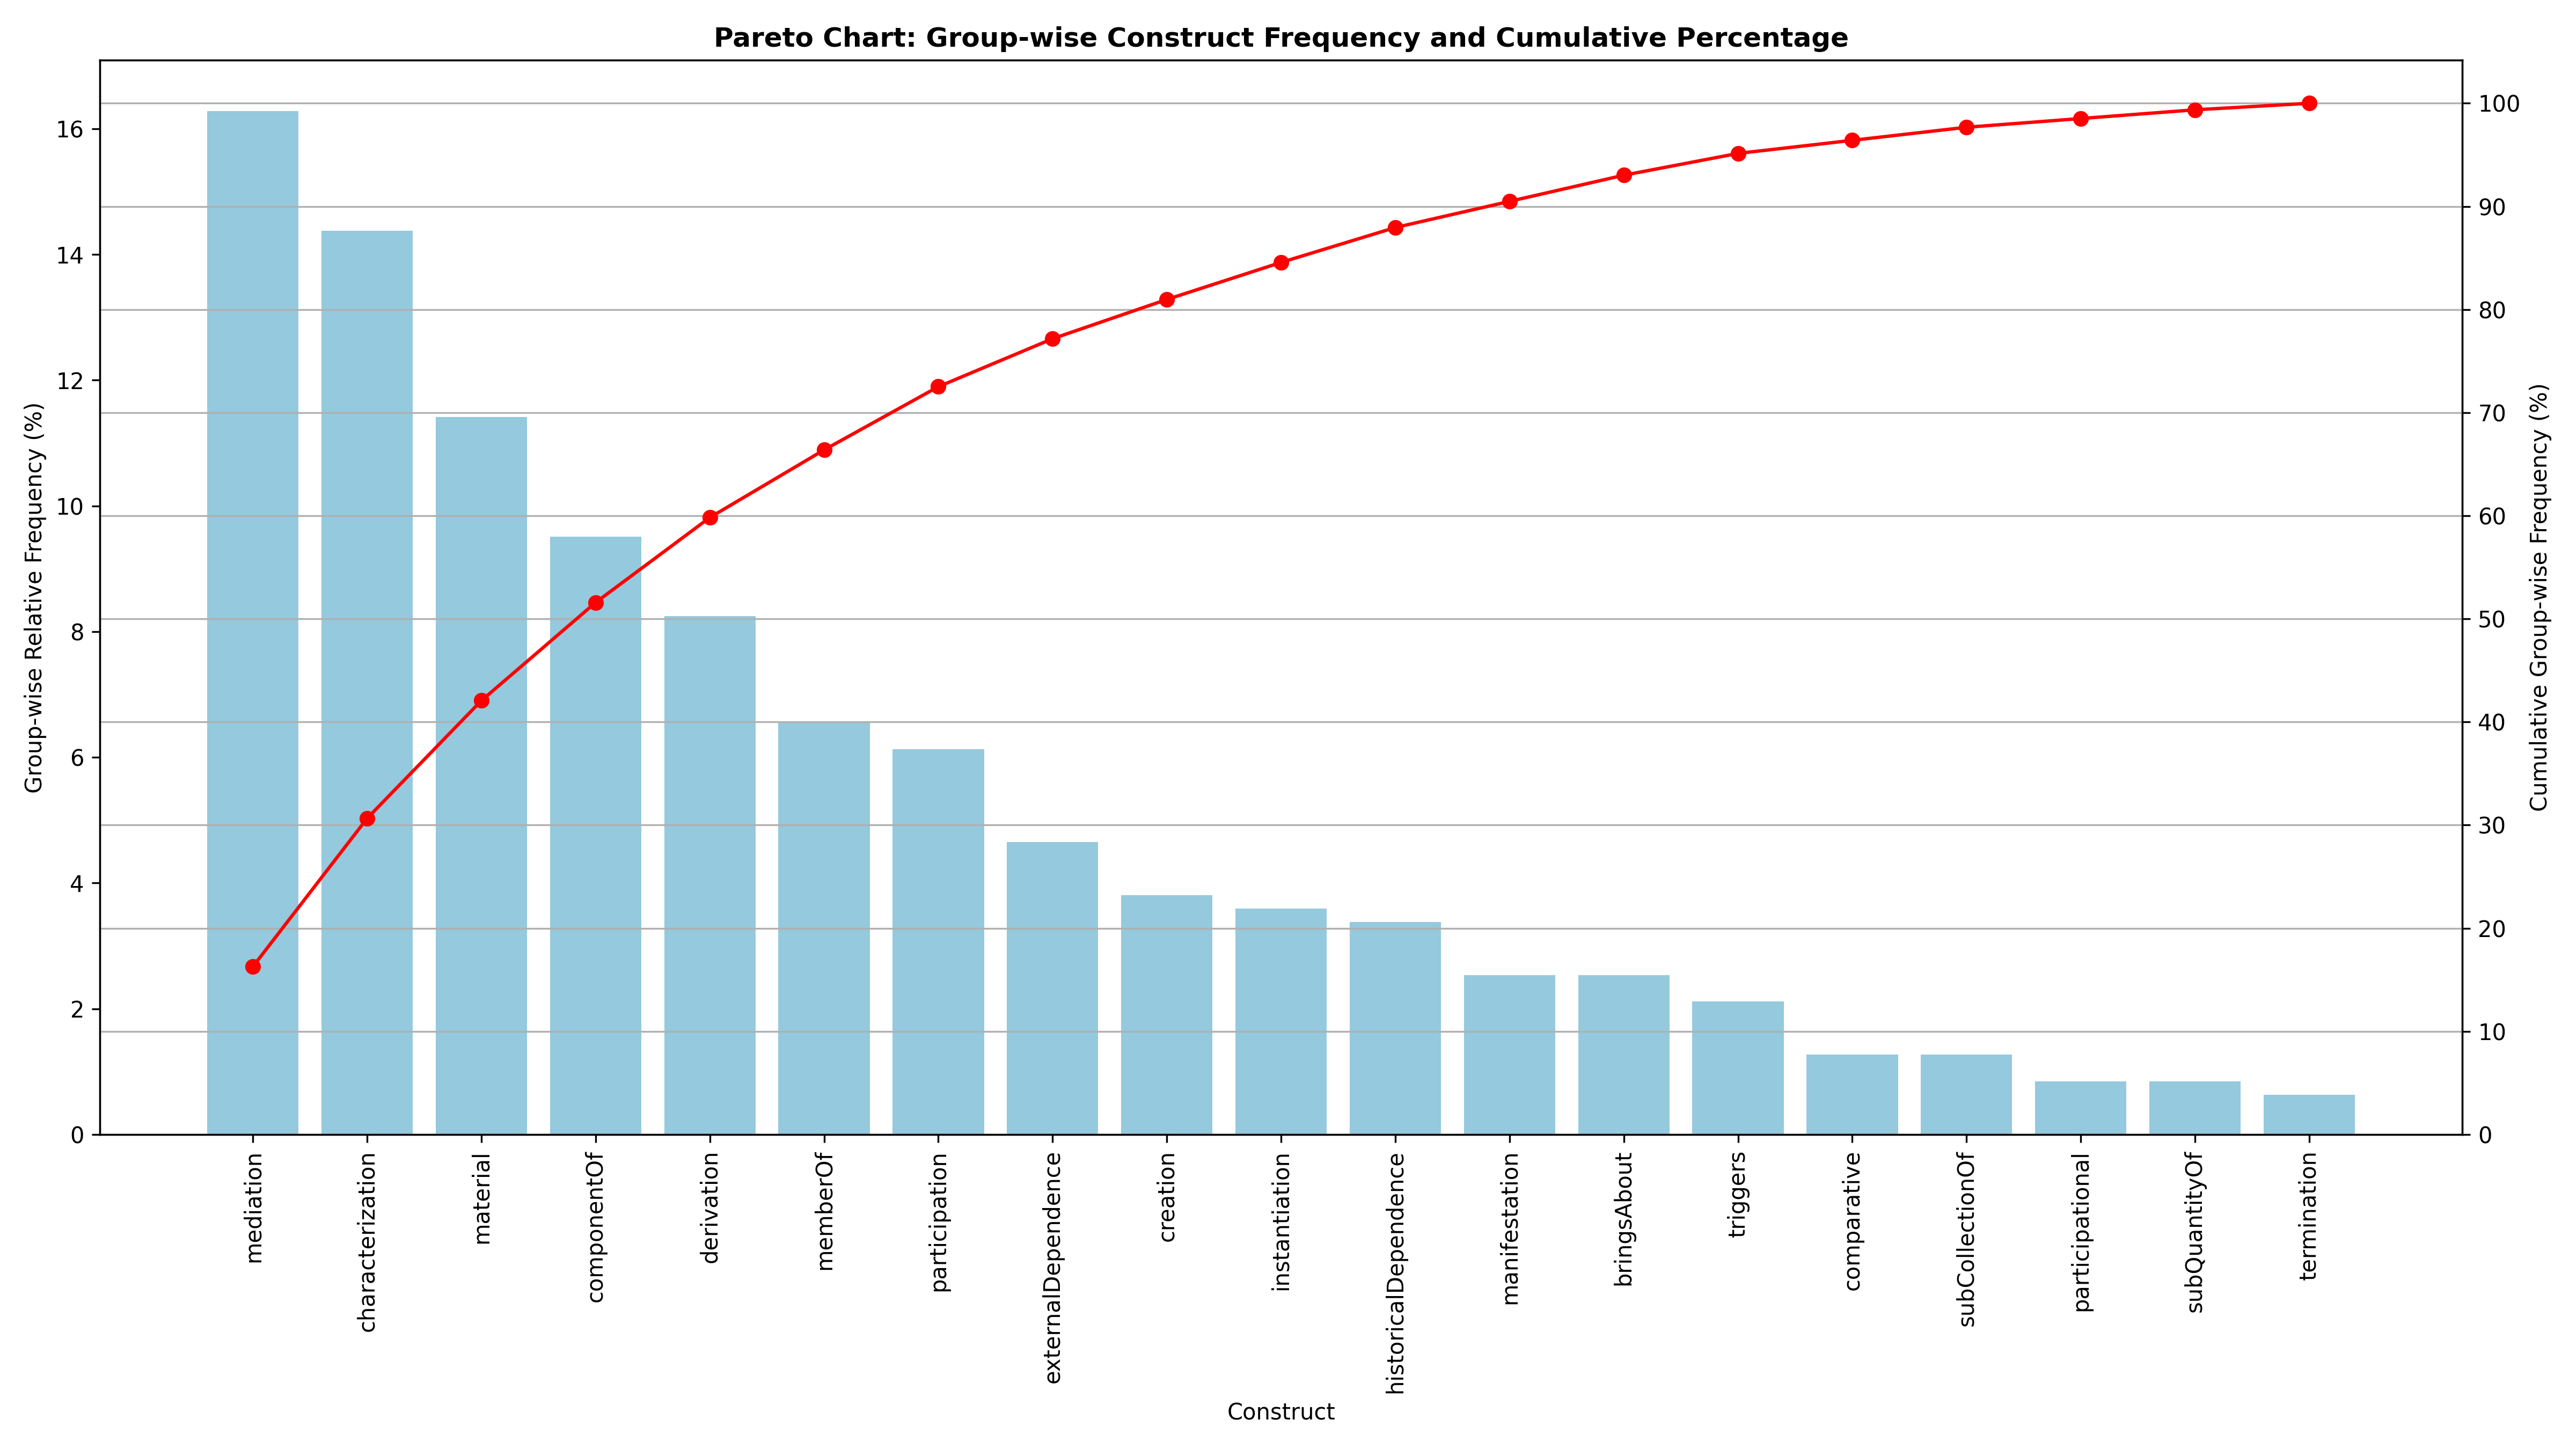 Pareto Chart: Group-wise Construct Frequency and Cumulative Percentage
Group-wise Relative Frequency (%)
16
14
12
10
8
6
4
2
0
100
90
80
70
60
50
40
30
20
10
0
Cumulative Group-wise Frequency (%)
mediation
characterization
material
componentOf
derivation
memberOf
participation
externalDependence
creation
instantiation
historicalDependence
manifestation
bringsAbout
triggers
comparative
subCollectionOf
participational
subQuantityOf
termination
Construct